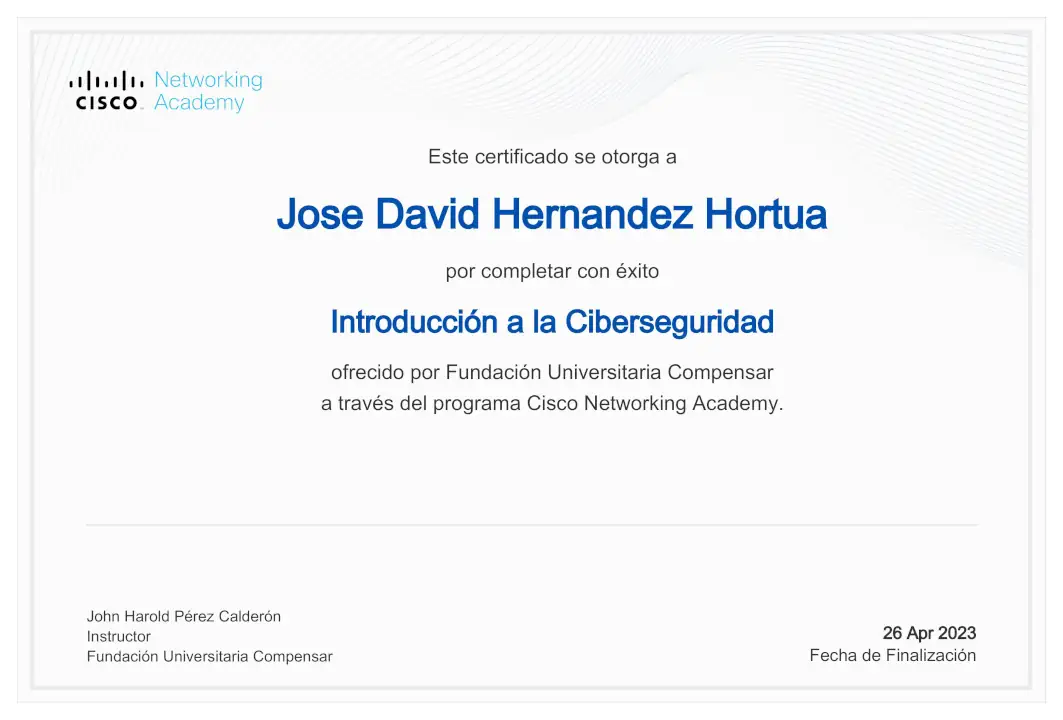 Networking
CISCO Academy
Este certificado se otorga a
Jose David Hernandez Hortua
por completar con éxito
Introducción a la Ciberseguridad
ofrecido por Fundación Universitaria Compensar
a través del programa Cisco Networking Academy.
John Harold Pérez Calderón
Instructor
Fundación Universitaria Compensar
26 Apr 2023
Fecha de Finalización